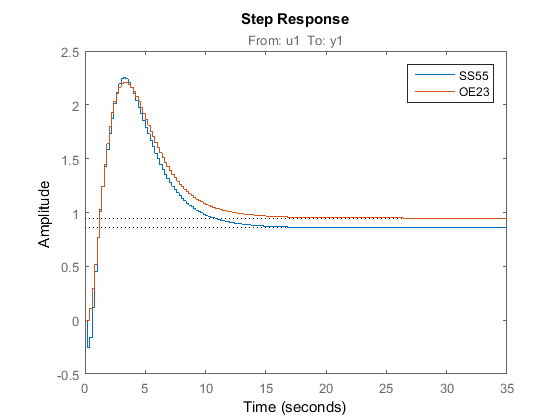 Step Response
From: u1 To: y1
SS55
OE23
Amplitude
2.5
2
1.5
1
0.5
0
-0.5
0 5 10 15 20 25 30 35
Time (seconds)